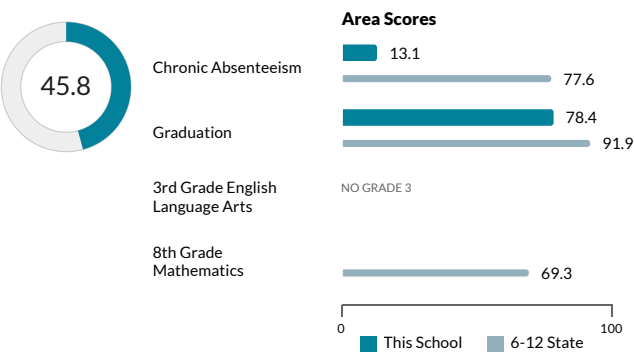 Area Scores
45.8
Chronic Absenteeism
13.1
77.6
Graduation
78.4
91.9
3rd Grade English
Language Arts
NO GRADE 3
8th Grade
Mathematics
69.3
0
100
This School
6-12 State